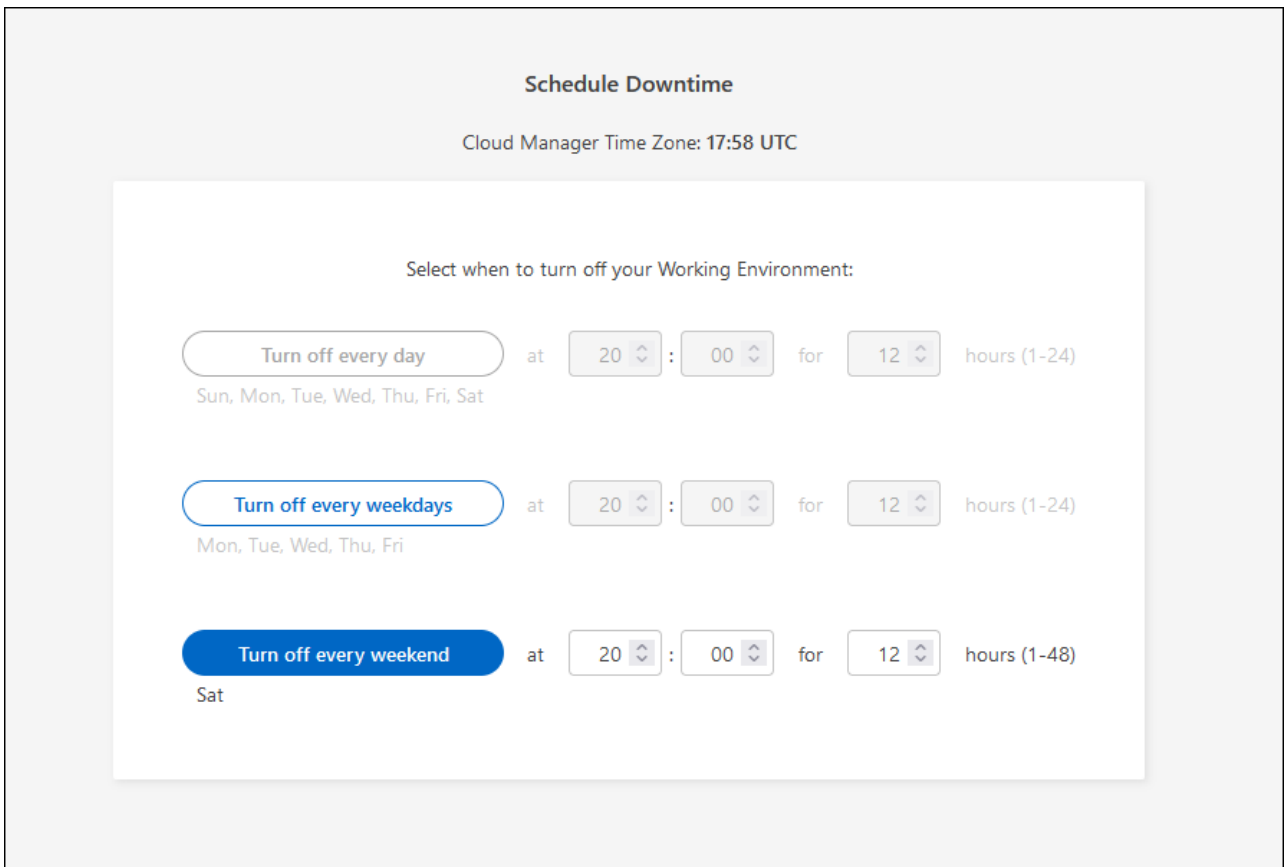 Schedule Downtime
Cloud Manager Time Zone: 17:58 UTC
Select when to turn off your Working Environment:
Turn off every day at 20 : 00 for 12 hours (1-24)
Sun, Mon, Tue, Wed, Thu, Fri, Sat
Turn off every weekdays at 20 : 00 for 12 hours (1-24)
Mon, Tue, Wed, Thu, Fri
Turn off every weekend at 20 : 00 for 12 hours (1-48)
Sat